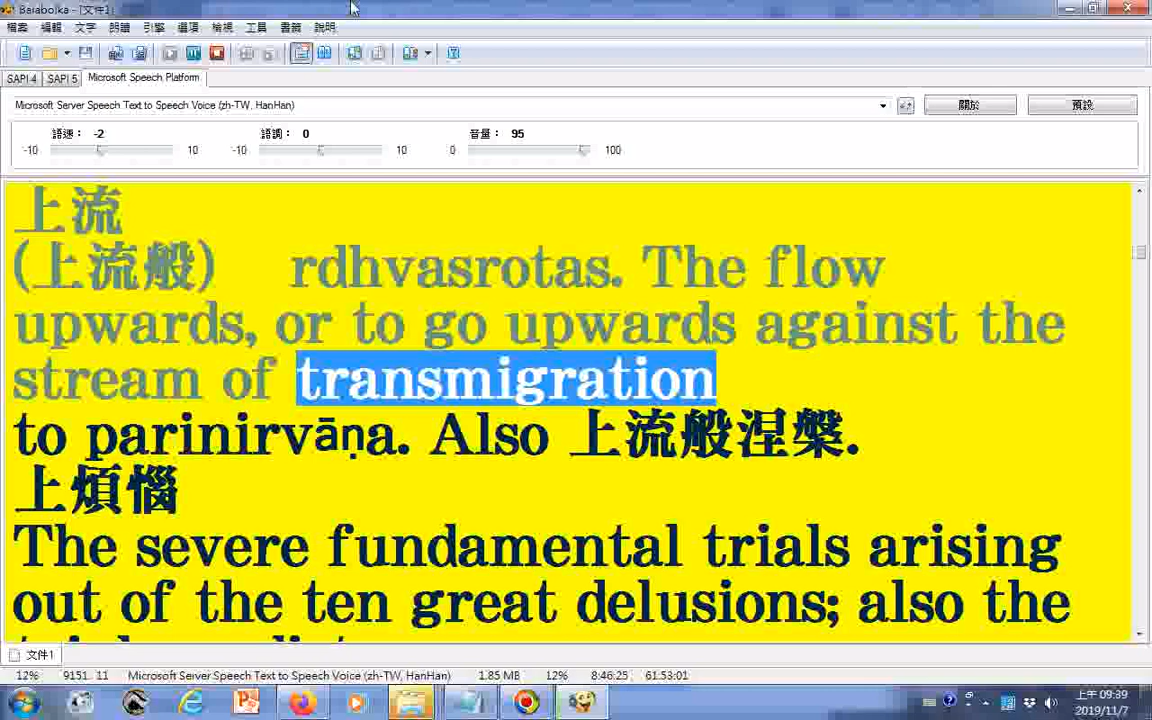 Balabolka - [文件1]
檔案 編輯 文字 朗讀 引擎 選項 檢視 工具 書籤 說明
SAPI 4 SAPI 5 Microsoft Speech Platform
Microsoft Server Speech Text to Speech Voice (zh-TW, HanHan) 關於 預設
語速： -2 語調： 0 音量： 95
-10 10 -10 10 0 100
上流
(上流般) rdhvasrotas. The flow
upwards, or to go upwards against the
stream of transmigration
to parinirvāṇa. Also 上流般涅槃.
上煩惱
The severe fundamental trials arising
out of the ten great delusions; also the
文件1
12% 9151: 11 Microsoft Server Speech Text to Speech Voice (zh-TW, HanHan) 1.85 MB 12% 8:46:25 61:53:01
上午 09:39
2019/11/7